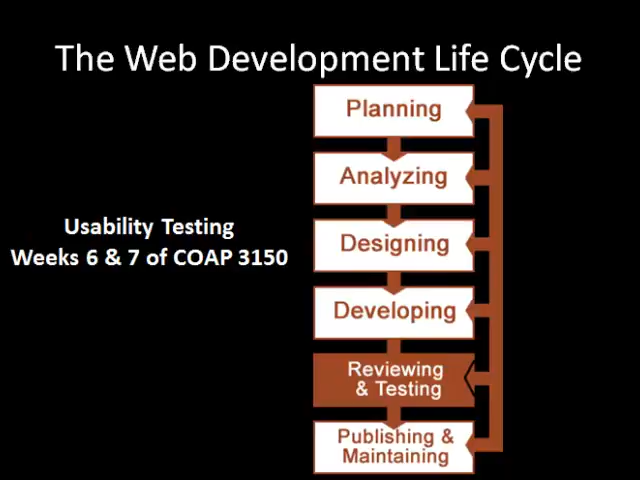 The Web Development Life Cycle
Planning
Analyzing
Usability Testing
Weeks 6 & 7 of COAP 3150
Designing
Developing
Reviewing
& Testing
Publishing &
Maintaining